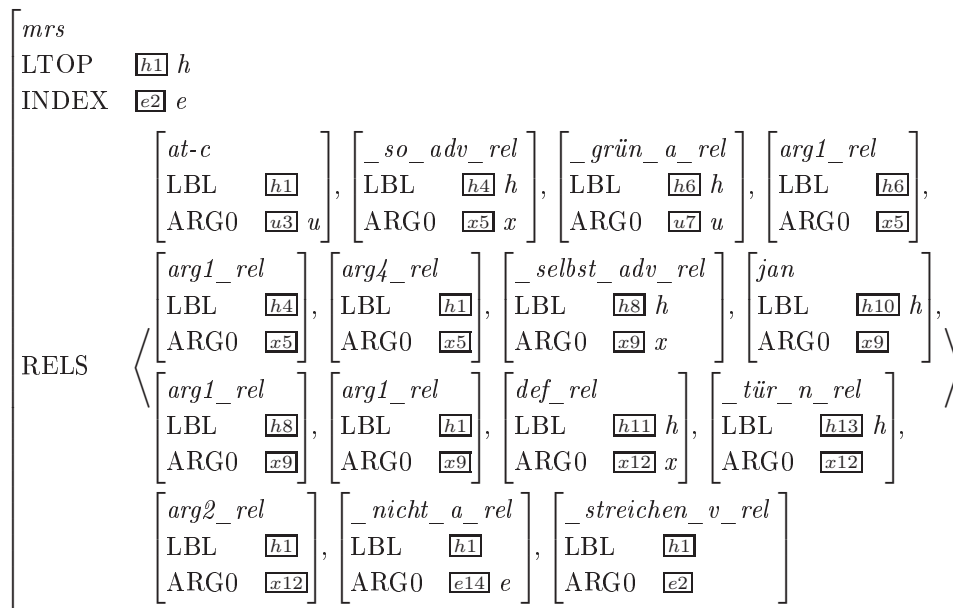 mrs
LTOP h1 h
INDEX e2 e
at-c _so_adv_rel _grün_a_rel arg1_rel
LBL h1 , LBL h4 h , LBL h6 h , LBL h6 ,
ARG0 u3 u ARG0 x5 x ARG0 u7 u ARG0 x5
arg1_rel arg4_rel _selbst_adv_rel jan
LBL h4 , LBL h1 , LBL h8 h , LBL h10 h ,
ARG0 x5 ARG0 x5 ARG0 x9 x ARG0 x9
RELS
arg1_rel arg1_rel def_rel _tür_n_rel
LBL h8 , LBL h1 , LBL h11 h , LBL h13 h ,
ARG0 x9 ARG0 x9 ARG0 x12 x ARG0 x12
arg2_rel _nicht_a_rel _streichen_v_rel
LBL h1 , LBL h1 , LBL h1
ARG0 x12 ARG0 e14 e ARG0 e2